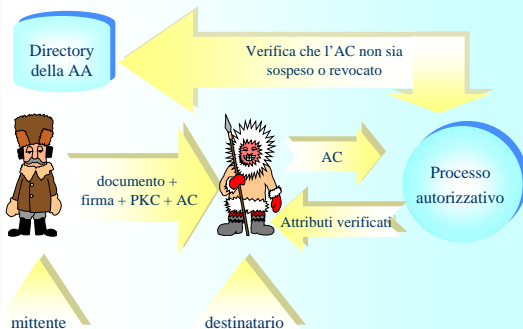 Directory
della AA
Verifica che l'AC non sia
sospeso o revocato
documento +
firma + PKC + AC
AC
Processo
autorizzativo
Attributi verificati
mittente
destinatario